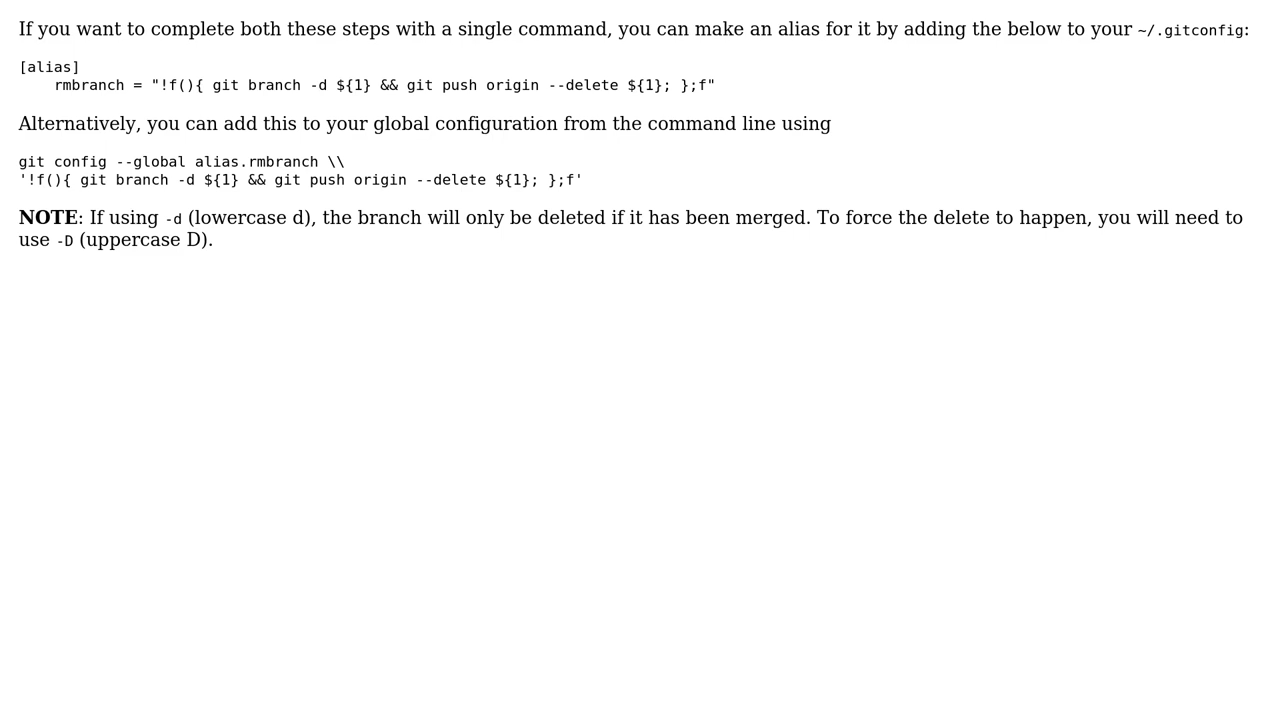 If you want to complete both these steps with a single command, you can make an alias for it by adding the below to your ~/.gitconfig:
[alias]
    rmbranch = "!f(){ git branch -d ${1} && git push origin --delete ${1}; };f"
Alternatively, you can add this to your global configuration from the command line using
git config --global alias.rmbranch \\
'!f(){ git branch -d ${1} && git push origin --delete ${1}; };f'
NOTE: If using -d (lowercase d), the branch will only be deleted if it has been merged. To force the delete to happen, you will need to
use -D (uppercase D).